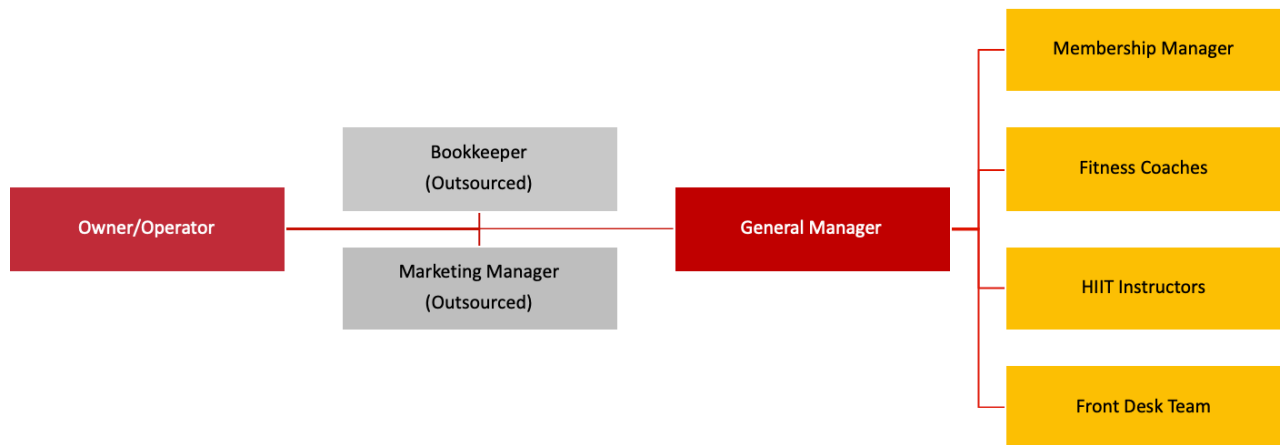 Owner/Operator
Bookkeeper
(Outsourced)
Marketing Manager
(Outsourced)
General Manager
Membership Manager
Fitness Coaches
HIIT Instructors
Front Desk Team